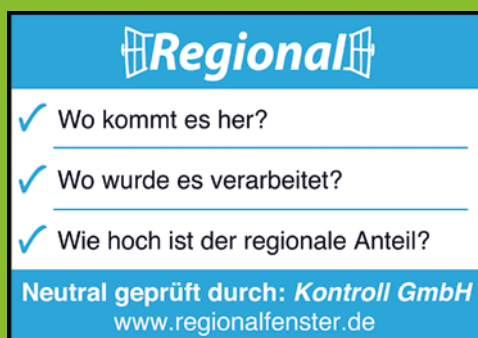 Regional
Wo kommt es her?
Wo wurde es verarbeitet?
Wie hoch ist der regionale Anteil?
Neutral geprüft durch: Kontroll GmbH
www.regionalfenster.de